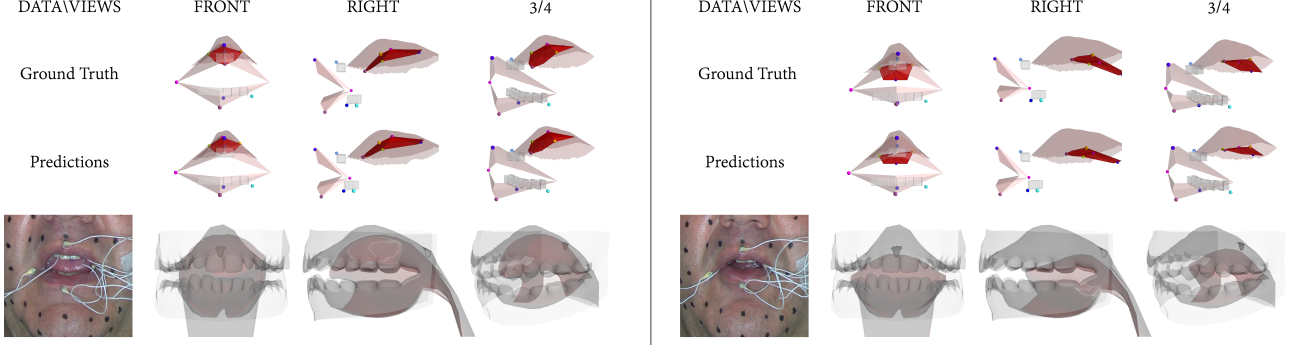 DATA\VIEWS FRONT RIGHT 3/4
Ground Truth
Predictions
DATA\VIEWS FRONT RIGHT 3/4
Ground Truth
Predictions